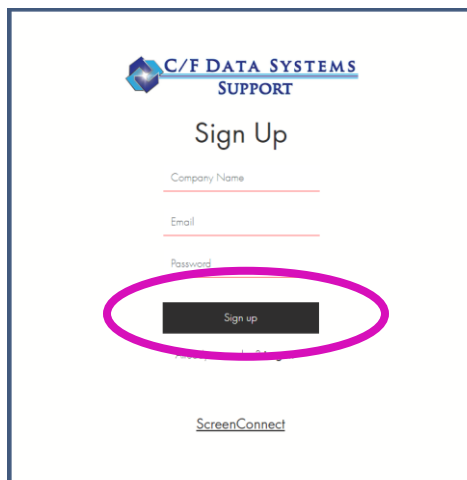 C/F DATA SYSTEMS
SUPPORT
Sign Up
Company Name
Email
Password
Sign up
ScreenConnect